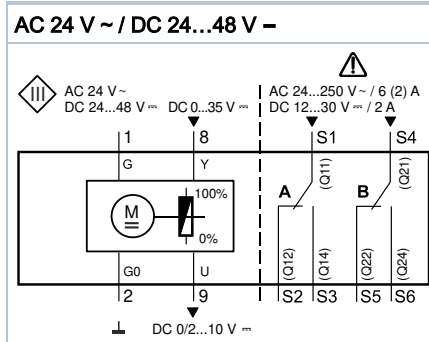 AC 24 V ~ / DC 24...48 V ⎓
III
AC 24 V ~
DC 24...48 V ⎓
DC 0...35 V ⎓
AC 24...250 V ~ / 6 (2) A
DC 12...30 V ⎓ / 2 A
1
8
S1
S4
G
Y
(Q11)
(Q21)
100%
A
B
M
0%
G0
U
(Q12)
(Q14)
(Q22)
(Q24)
2
9
S2
S3
S5
S6
DC 0/2...10 V ⎓